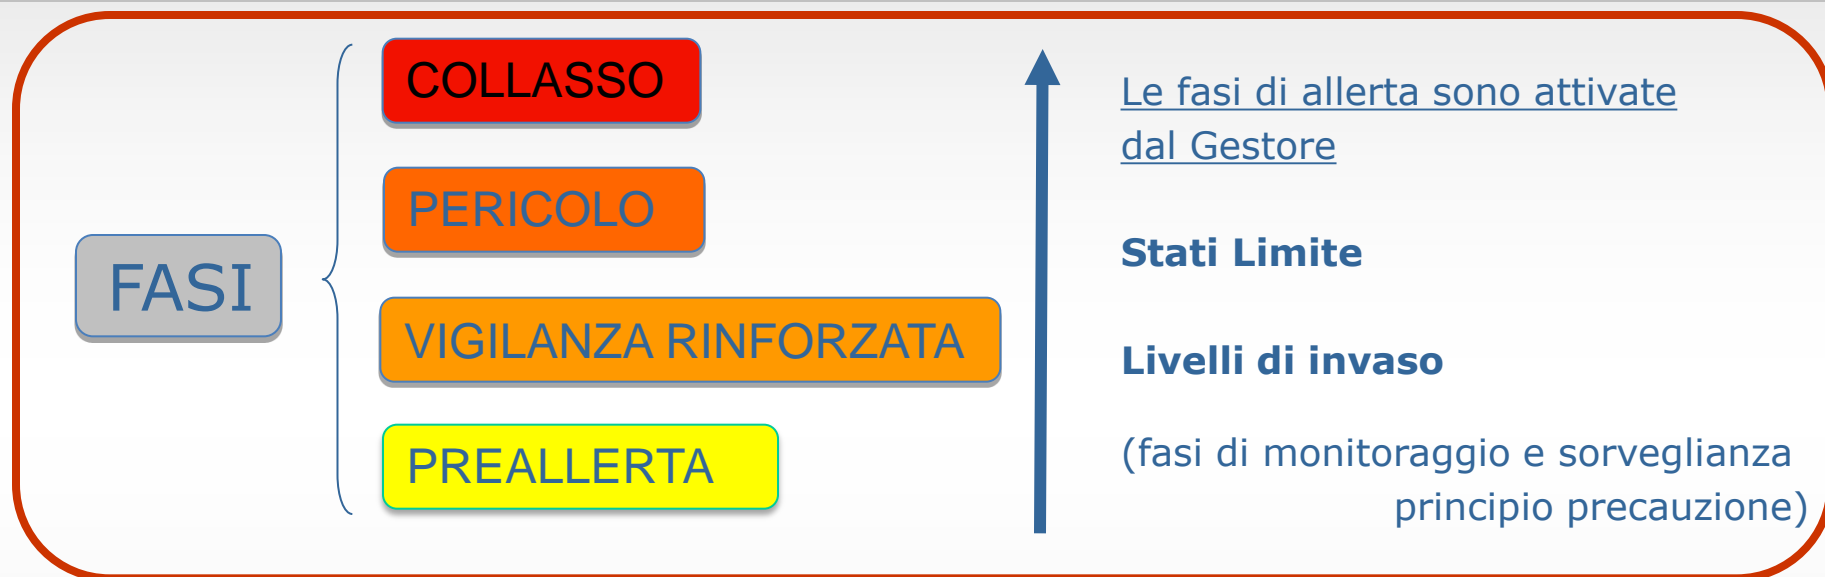 FASI
COLLASSO
PERICOLO
VIGILANZA RINFORZATA
PREALLERTA
Le fasi di allerta sono attivate
dal Gestore
Stati Limite
Livelli di invaso
(fasi di monitoraggio e sorveglianza
principio precauzione)